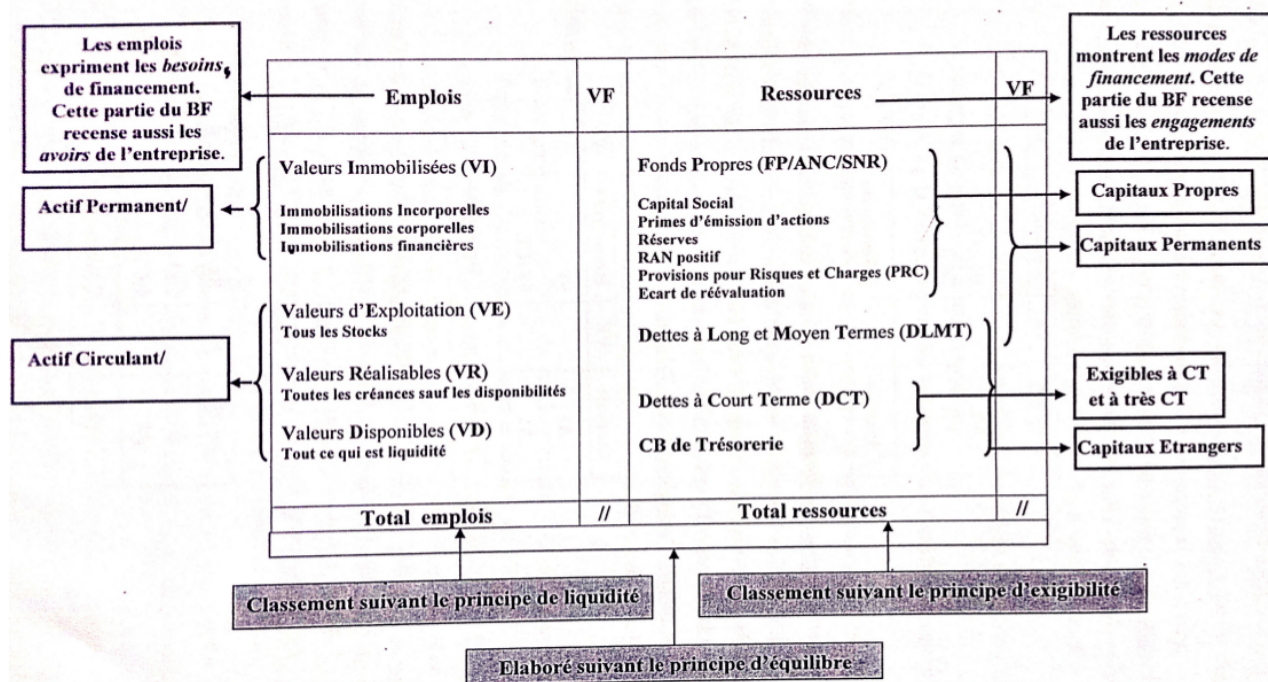 Les emplois
expriment les besoins,
de financement.
Cette partie du BF
recense aussi les
avoirs de l'entreprise.
Actif Permanent/
Actif Circulant/
Emplois
VF
Ressources
VF
Valeurs Immobilisées (VI)
Immobilisations Incorporelles
Immobilisations corporelles
Immobilisations financières
Valeurs d'Exploitation (VE)
Tous les Stocks
Valeurs Réalisables (VR)
Toutes les créances sauf les disponibilités
Valeurs Disponibles (VD)
Tout ce qui est liquidité
Total emplois
//
Fonds Propres (FP/ANC/SNR)
Capital Social
Primes d'émission d'actions
Réserves
RAN positif
Provisions pour Risques et Charges (PRC)
Ecart de réévaluation
Dettes à Long et Moyen Termes (DLMT)
Dettes à Court Terme (DCT)
CB de Trésorerie
Total ressources
//
Les ressources
montrent les modes de
financement. Cette
partie du BF recense
aussi les engagements
de l'entreprise.
Capitaux Propres
Capitaux Permanents
Exigibles à CT
et à très CT
Capitaux Etrangers
Classement suivant le principe de liquidité
Classement suivant le principe d'exigibilité
Elaboré suivant le principe d'équilibre